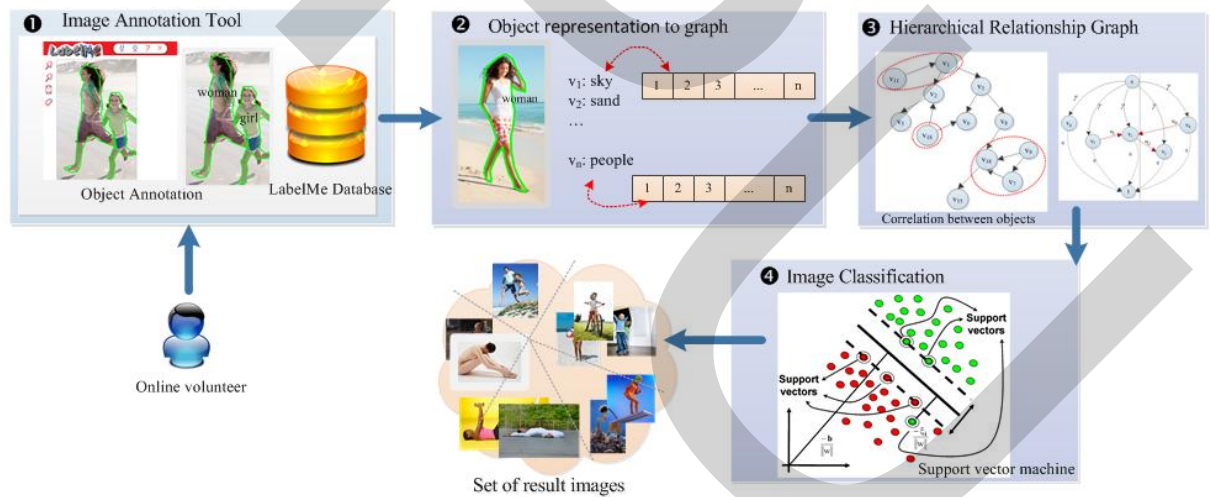 ❶ Image Annotation Tool
LabelMe
woman
girl
Object Annotation
LabelMe Database
Online volunteer
❷ Object representation to graph
woman
v1: sky
1 2 3 ... n
v2: sand
...
vn: people
1 2 3 ... n
❸ Hierarchical Relationship Graph
Correlation between objects
❹ Image Classification
Support vectors
Support vectors
Support vector machine
Set of result images